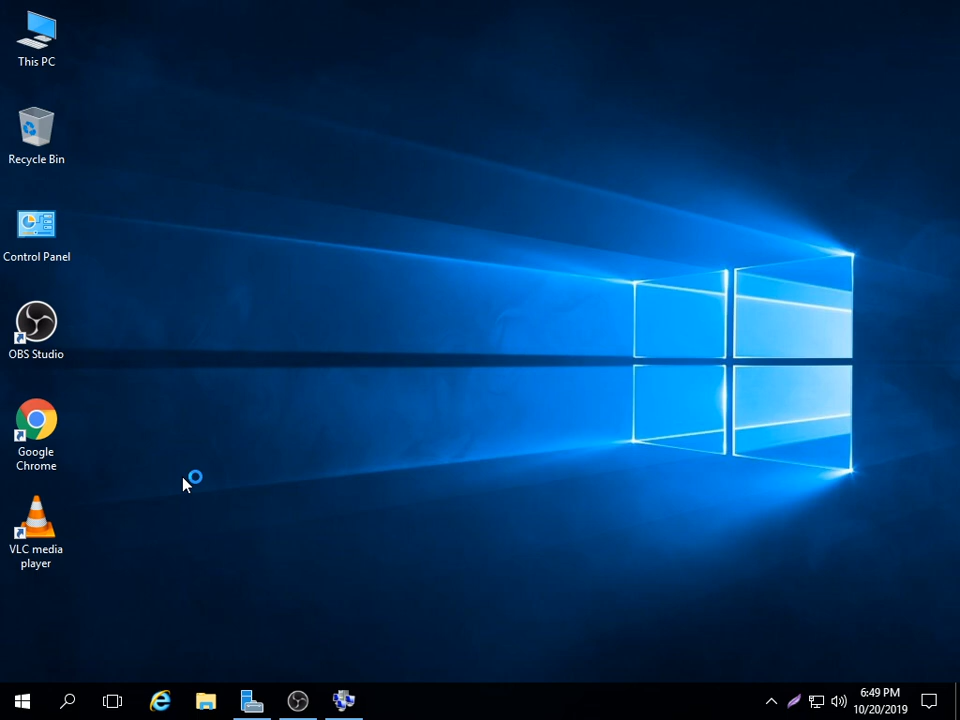 This PC
Recycle Bin
Control Panel
OBS Studio
Google
Chrome
VLC media
player
6:49 PM
10/20/2019